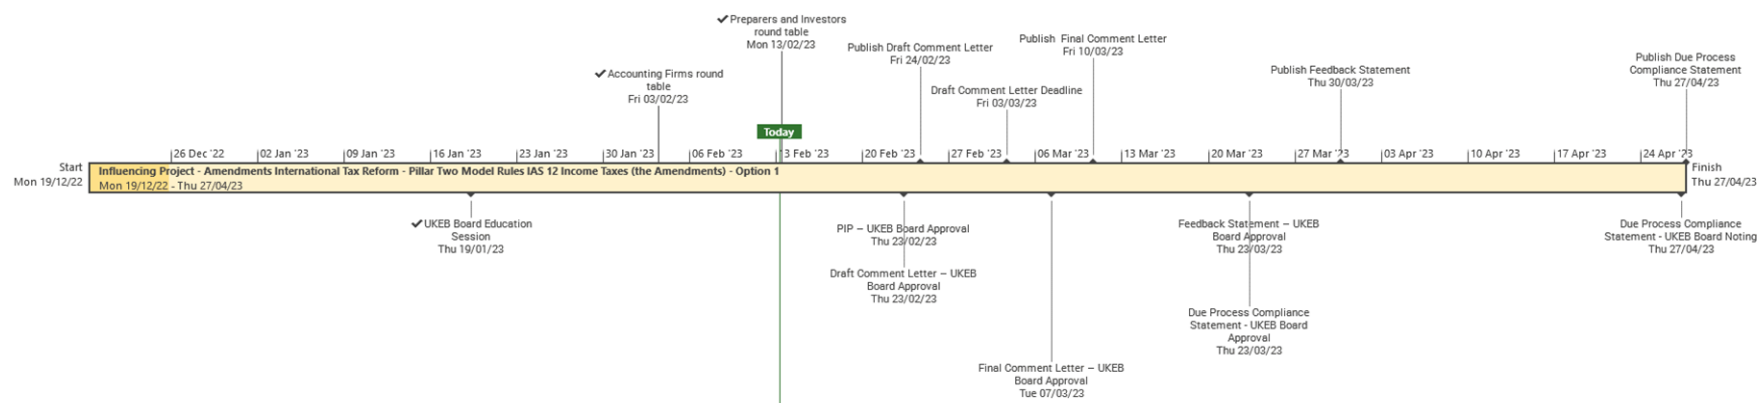 ✔Preparers and Investors
round table
Mon 13/02/23
Publish Final Comment Letter
Fri 10/03/23
Publish Draft Comment Letter
Fri 24/02/23
Publish Due Process
Compliance Statement
Thu 27/04/23
✔Accounting Firms round
table
Fri 03/02/23
Publish Feedback Statement
Thu 30/03/23
Draft Comment Letter Deadline
Fri 03/03/23
Today
26 Dec '22
02 Jan '23
09 Jan '23
16 Jan '23
23 Jan '23
30 Jan '23
06 Feb '23
3 Feb '23
20 Feb '23
27 Feb '23
06 Mar '23
13 Mar '23
20 Mar '23
27 Mar '23
03 Apr '23
10 Apr '23
17 Apr '23
24 Apr '23
Start
Mon 19/12/22
Influencing Project - Amendments International Tax Reform - Pillar Two Model Rules IAS 12 Income Taxes (the Amendments) - Option 1
Mon 19/12/22 - Thu 27/04/23
Finish
Thu 27/04/23
✔UKEB Board Education
Session
Thu 19/01/23
PIP – UKEB Board Approval
Thu 23/02/23
Draft Comment Letter – UKEB
Board Approval
Thu 23/02/23
Final Comment Letter – UKEB
Board Approval
Tue 07/03/23
Feedback Statement – UKEB
Board Approval
Thu 23/03/23
Due Process Compliance
Statement - UKEB Board
Approval
Thu 23/03/23
Due Process Compliance
Statement - UKEB Board Noting
Thu 27/04/23